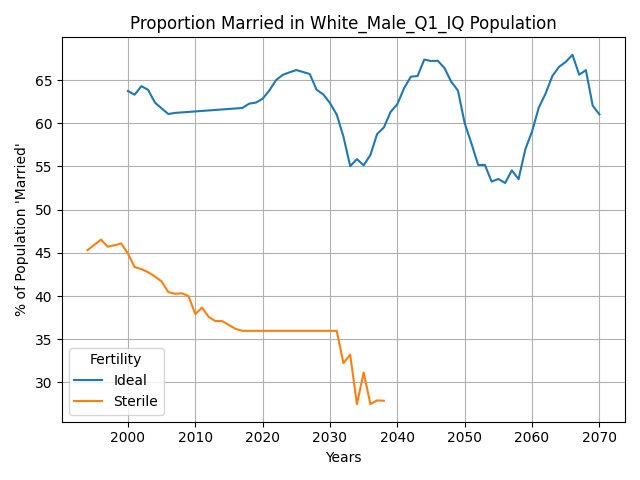 Proportion Married in White_Male_Q1_IQ Population
% of Population 'Married'
65
60
55
50
45
40
35
30
Fertility
Ideal
Sterile
2000 2010 2020 2030 2040 2050 2060 2070
Years